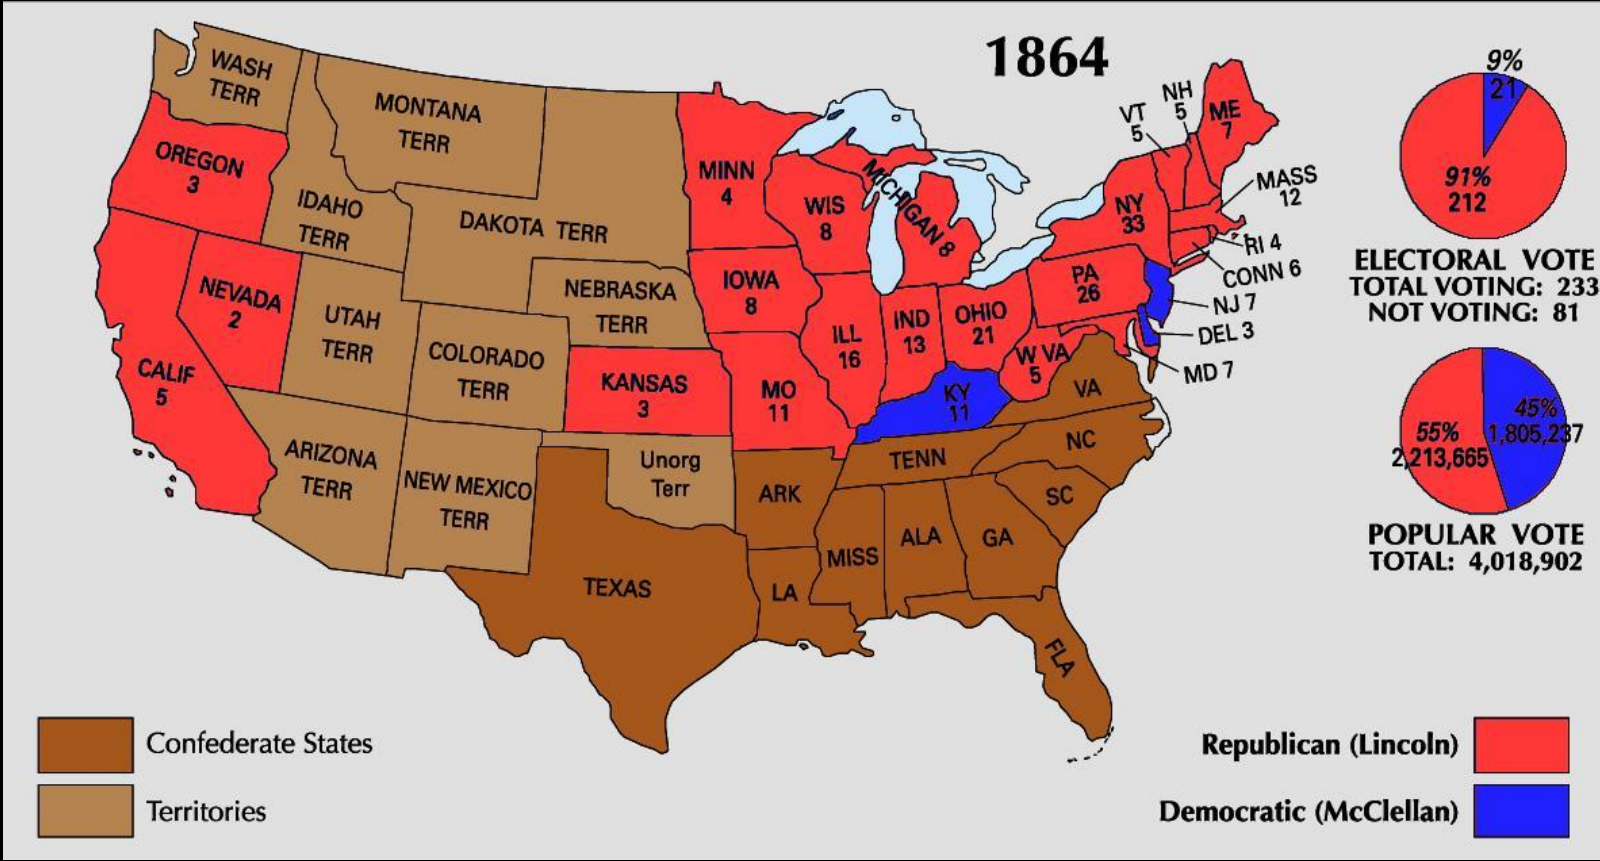 1864
WASH
TERR
MONTANA
TERR
OREGON
3
IDAHO
TERR
DAKOTA TERR
MINN
4
WIS
8
MICHIGAN 8
NY
33
VT
5
NH
5
ME
7
MASS
12
RI 4
CONN 6
NJ 7
DEL 3
MD 7
PA
26
NEVADA
2
UTAH
TERR
NEBRASKA
TERR
IOWA
8
ILL
16
IND
13
OHIO
21
W VA
5
CALIF
5
COLORADO
TERR
KANSAS
3
MO
11
KY
11
VA
ARIZONA
TERR
NEW MEXICO
TERR
Unorg
Terr
ARK
TENN
NC
SC
TEXAS
LA
MISS
ALA
GA
FLA
9%
21
91%
212
ELECTORAL VOTE
TOTAL VOTING: 233
NOT VOTING: 81
45%
1,805,237
55%
2,213,665
POPULAR VOTE
TOTAL: 4,018,902
Confederate States
Territories
Republican (Lincoln)
Democratic (McClellan)